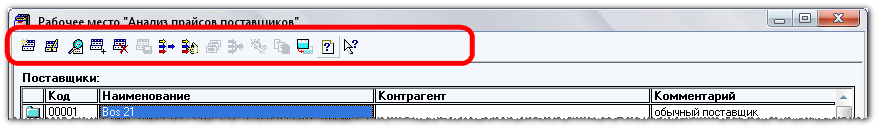 Рабочее место "Анализ прайсов поставщиков"
Поставщики:
Код Наименование Контрагент Комментарий
00001 Bos 21 обычный поставщик